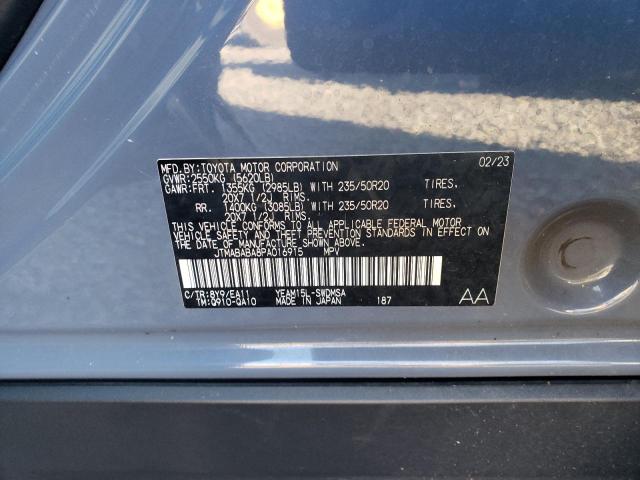 MFD. BY: TOYOTA MOTOR CORPORATION 02/23
GVWR: 2550KG (5620LB)
GAWR: FRT. 1355KG (2985LB) WITH 235/50R20 TIRES.
20X7 1/2J RIMS.
RR. 1400KG (3085LB) WITH 235/50R20 TIRES.
20X7 1/2J RIMS.
THIS VEHICLE CONFORMS TO ALL APPLICABLE FEDERAL MOTOR
VEHICLE SAFETY AND THEFT PREVENTION STANDARDS IN EFFECT ON
THE DATE OF MANUFACTURE SHOWN ABOVE.
JTMABABA8PA016915 MPV
C/TR: 8Y9/EA11 YEAM15L-SWDMSA
TM: Q910-QA10 MADE IN JAPAN 187 AA